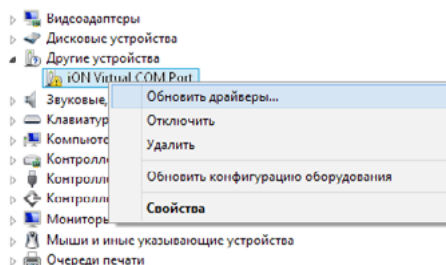 Видеоадаптеры
Дисковые устройства
Другие устройства
iON Virtual COM Port
Звуковые,
Обновить драйверы...
Клавиатур
Отключить
Компьюте
Удалить
Контролл
Контролл
Обновить конфигурацию оборудования
Контролл
Свойства
Мониторы
Мыши и иные указывающие устройства
Очереди печати